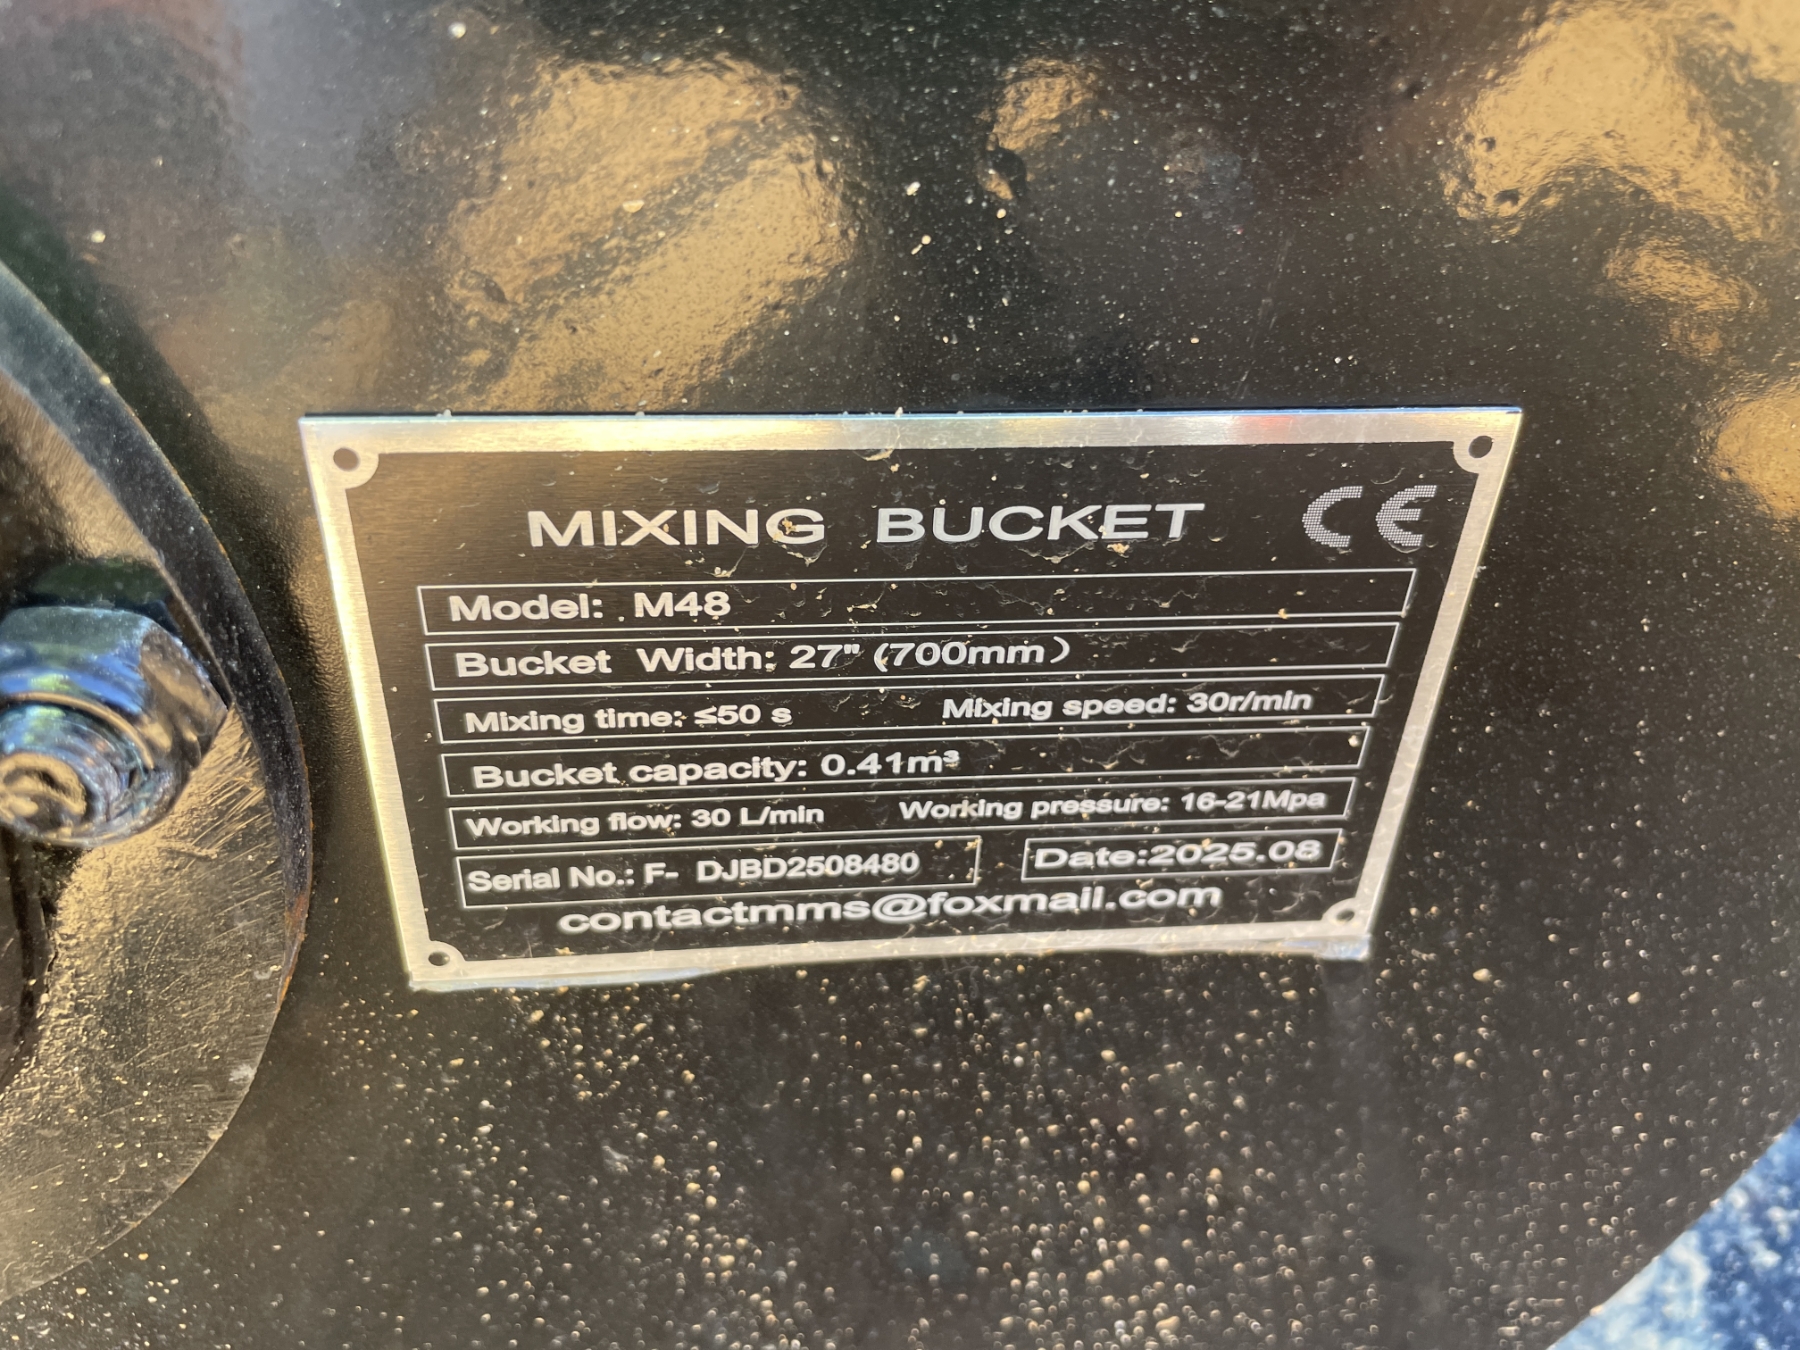 MIXING BUCKET CE
Model: M48
Bucket Width: 27" (700mm)
Mixing time: ≤50 s Mixing speed: 30r/min
Bucket capacity: 0.41m³
Working flow: 30 L/min Working pressure: 16-21Mpa
Serial No.: F- DJBD2508480 Date:2025.08
contactmms@foxmail.com